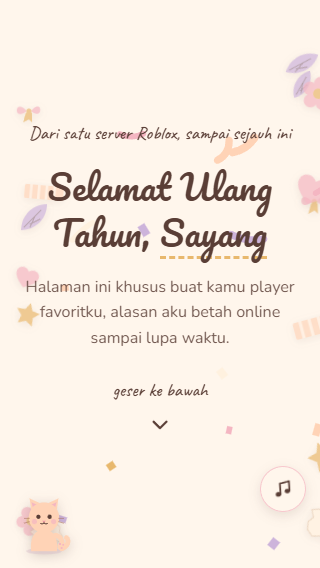 Dari satu server Roblox, sampai sejauh ini
Selamat Ulang
Tahun, Sayang
Halaman ini khusus buat kamu player
favoritku, alasan aku betah online
sampai lupa waktu.
geser ke bawah